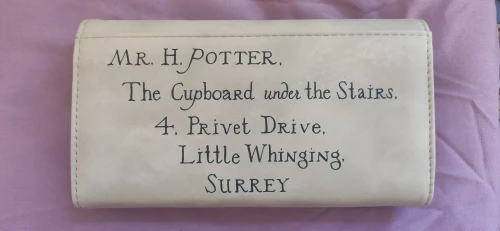 Mr. H. Potter,
The Cupboard under the Stairs,
4, Privet Drive,
Little Whinging,
Surrey